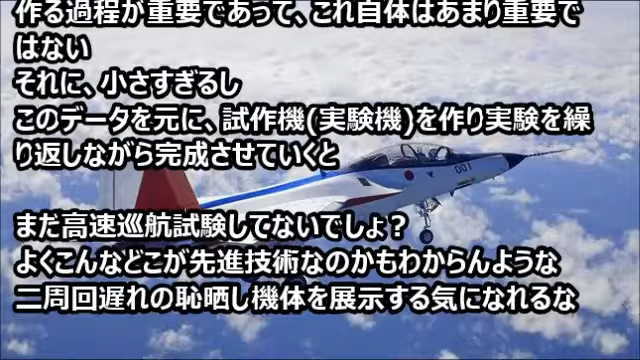 作る過程が重要であって、これ自体はあまり重要で
はない
それに、小さすぎるし
このデータを元に、試作機(実験機)を作り実験を繰
り返しながら完成させていくと
まだ高速巡航試験してないでしょ?
よくこんなどこが先進技術なのかもわからんような
二周回遅れの恥晒し機体を展示する気になれるな
001